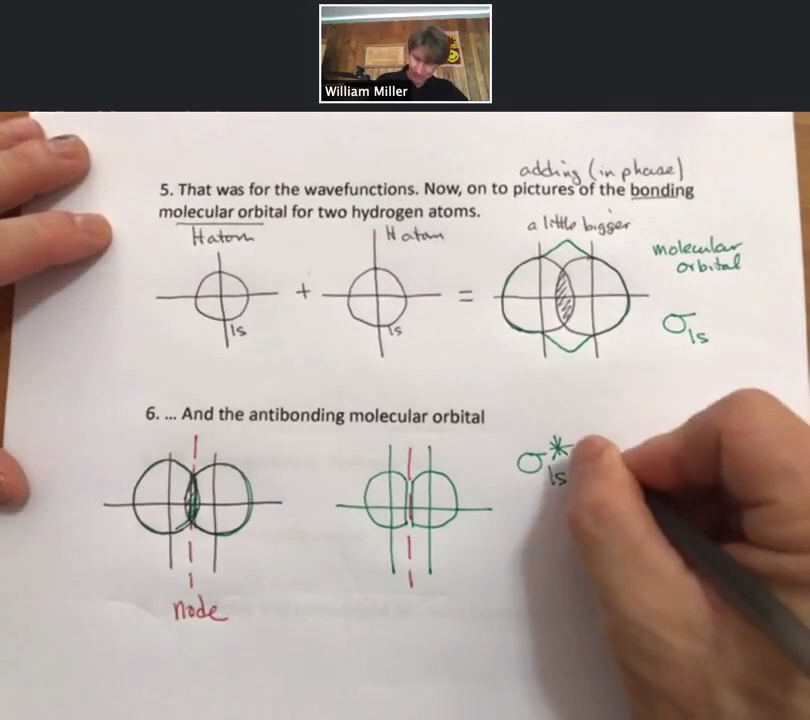 William Miller
adding (in phase)
5. That was for the wavefunctions. Now, on to pictures of the bonding
molecular orbital for two hydrogen atoms.
a little bigger
H atom
H atom
molecular
orbital
+
=
1s
1s
σ1s
6. ... And the antibonding molecular orbital
σ*1s
node